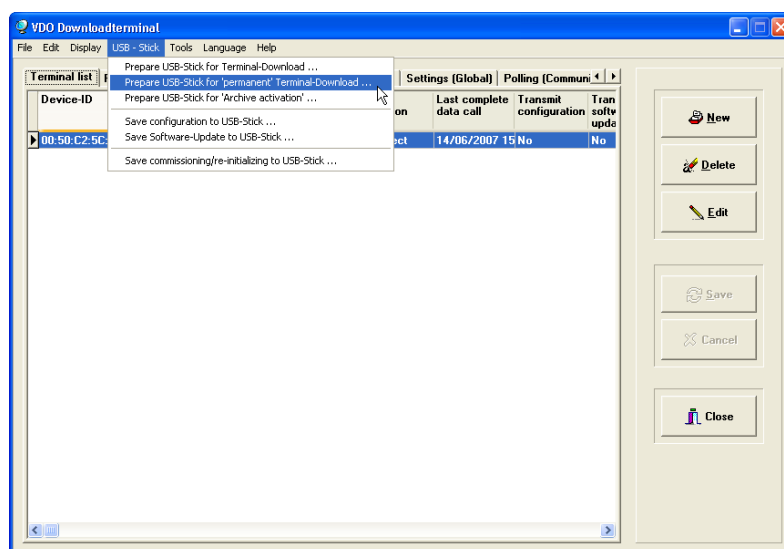 VDO Downloadterminal
File Edit Display USB - Stick Tools Language Help
Prepare USB-Stick for Terminal-Download ...
Prepare USB-Stick for 'permanent' Terminal-Download ...
Prepare USB-Stick for 'Archive activation' ...
Save configuration to USB-Stick ...
Save Software-Update to USB-Stick ...
Save commissioning/re-initializing to USB-Stick ...
Terminal list Settings (Global) Polling (Communi
Device-ID on Last complete Transmit Tran
data call configuration softw
upda
00:50:C2:5C: ect 14/06/2007 15 No No
New
Delete
Edit
Save
Cancel
Close